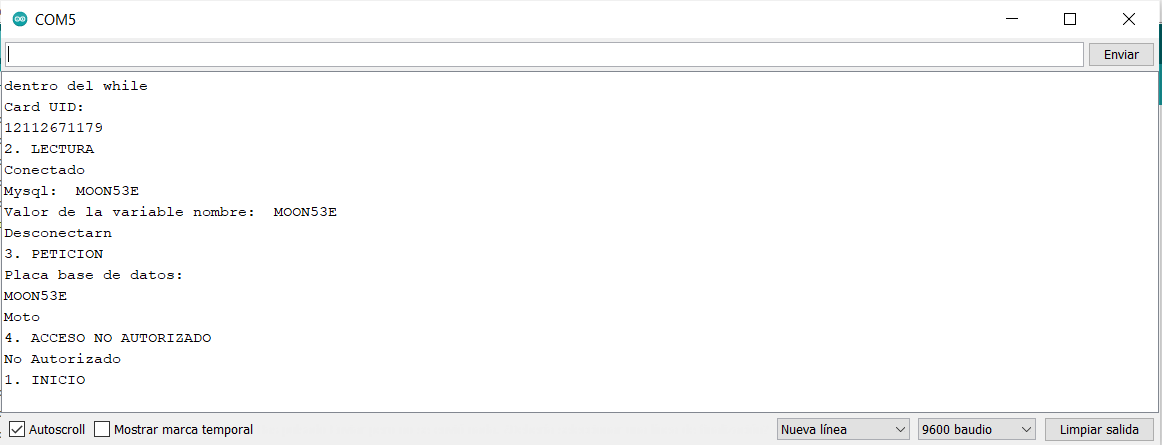 COM5
Enviar
dentro del while
Card UID:
12112671179
2. LECTURA
Conectado
Mysql:  MOON53E
Valor de la variable nombre:  MOON53E
Desconectarn
3. PETICION
Placa base de datos:
MOON53E
Moto
4. ACCESO NO AUTORIZADO
No Autorizado
1. INICIO
Autoscroll Mostrar marca temporal Nueva línea 9600 baudio Limpiar salida